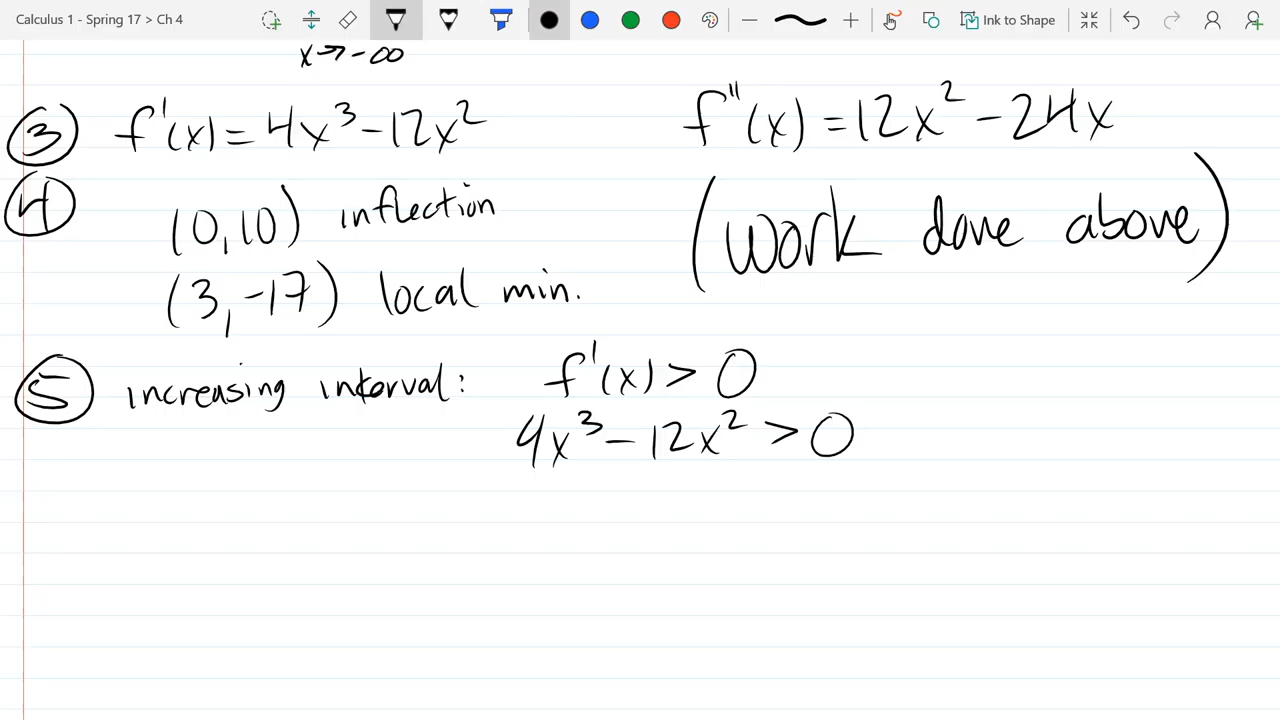 Calculus 1 - Spring 17 > Ch 4
Ink to Shape
x → -∞
③ f'(x) = 4x³ - 12x² f''(x) = 12x² - 24x
④ (0,10) inflection (work done above)
(3,-17) local min.
⑤ increasing interval: f'(x) > 0
4x³ - 12x² > 0